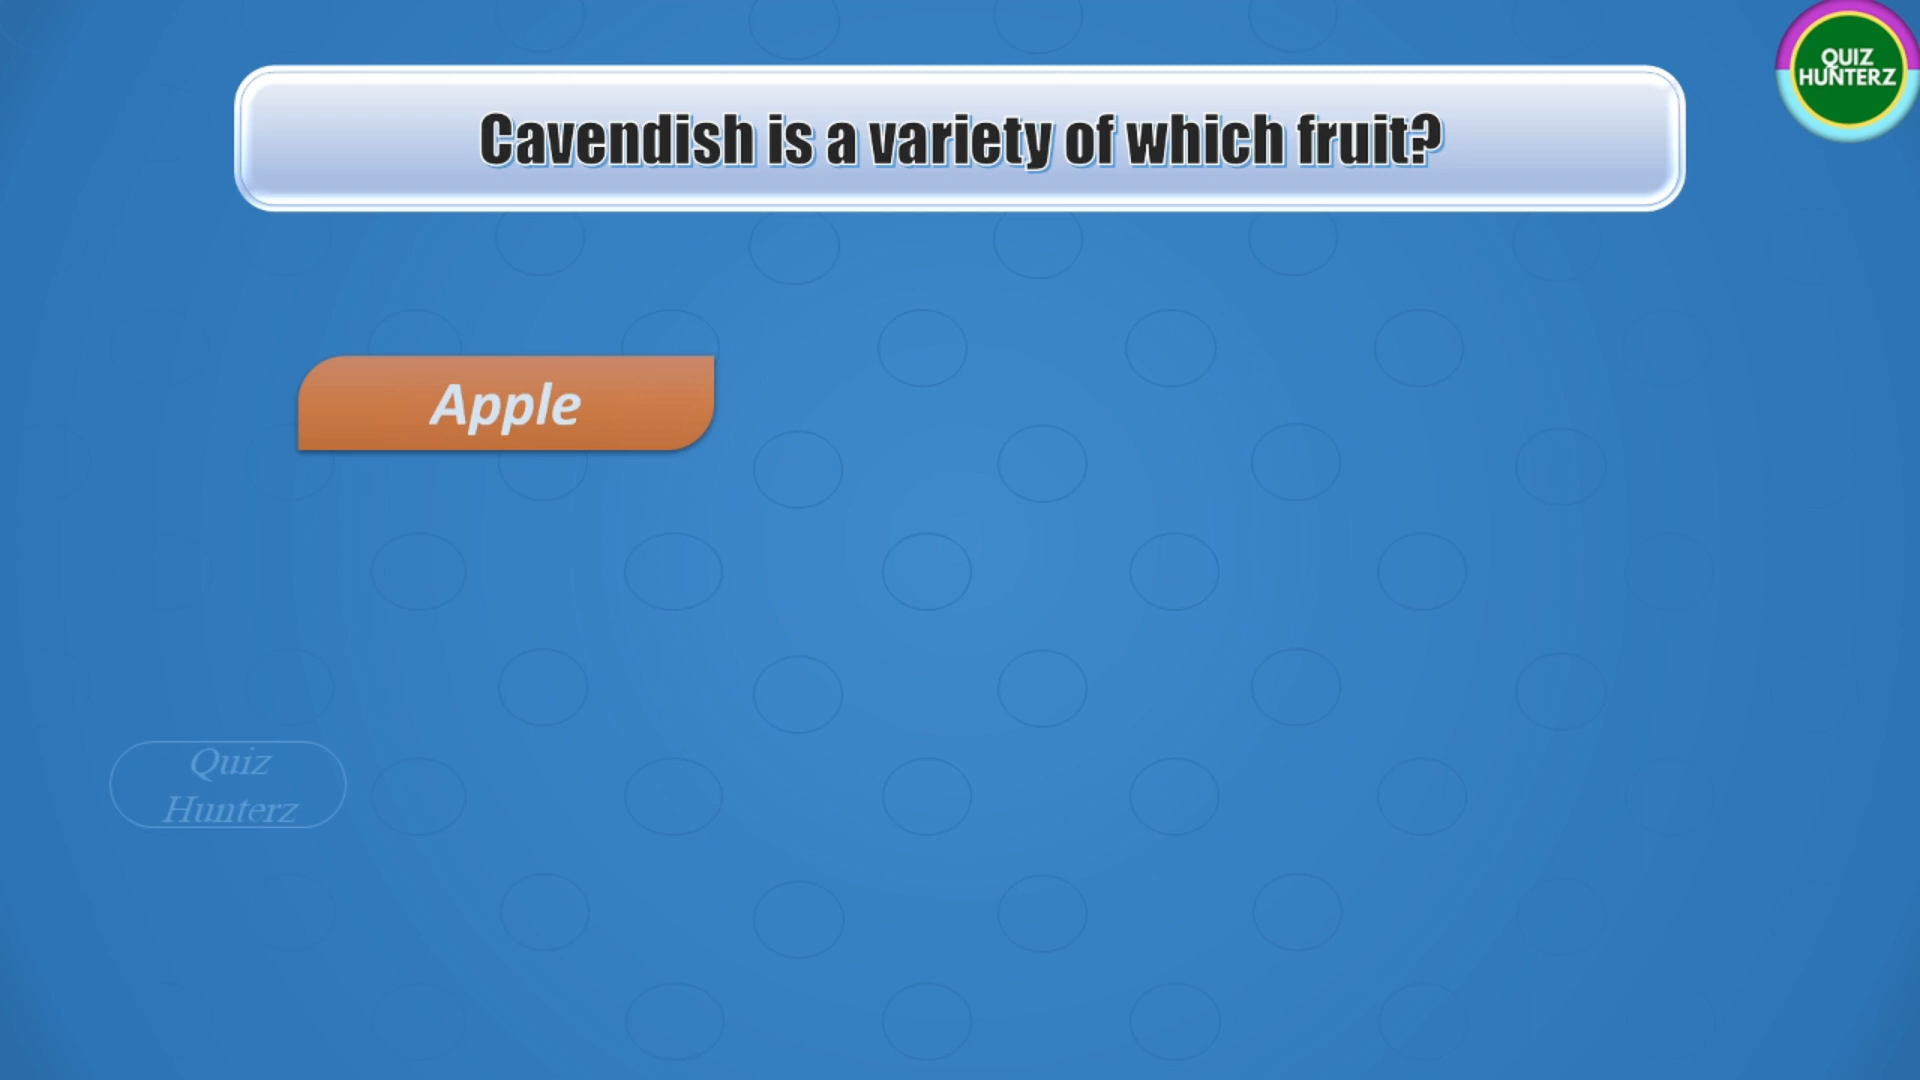 QUIZ
HUNTERZ
Cavendish is a variety of which fruit?
Apple
Quiz
Hunterz